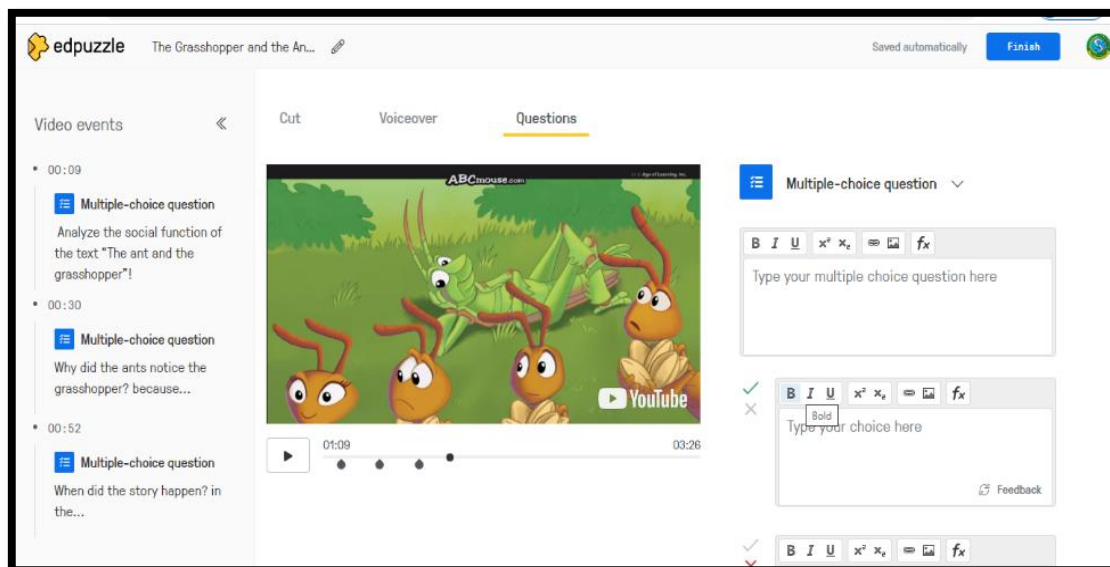 edpuzzle
The Grasshopper and the An...
Saved automatically
Finish
Video events
Cut
Voiceover
Questions
00:09
Multiple-choice question
Analyze the social function of
the text "The ant and the
grasshopper"!
00:30
Multiple-choice question
Why did the ants notice the
grasshopper? because...
00:52
Multiple-choice question
When did the story happen? in
the...
ABCmouse.com
YouTube
01:09
03:26
Multiple-choice question
B I U x² xₑ fx
Type your multiple choice question here
B I U x² xₑ fx
Bold
Type your choice here
Feedback
B I U x² xₑ fx